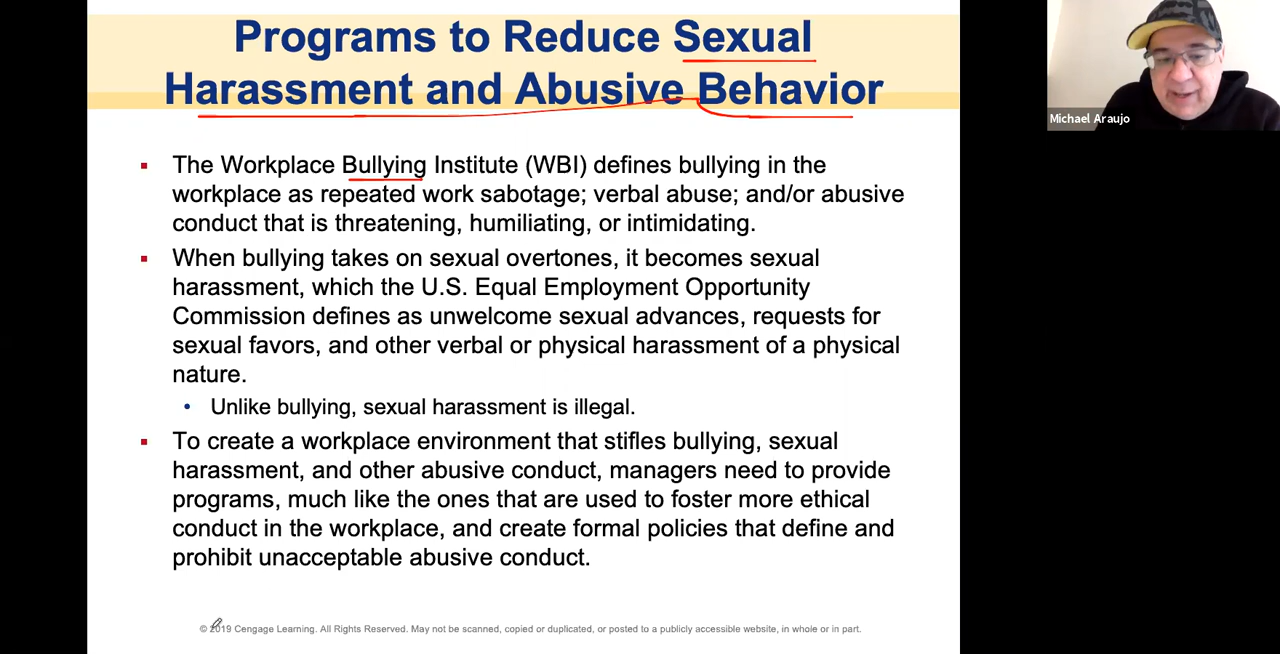 Programs to Reduce Sexual
Harassment and Abusive Behavior
Michael Araujo
▪ The Workplace Bullying Institute (WBI) defines bullying in the
workplace as repeated work sabotage; verbal abuse; and/or abusive
conduct that is threatening, humiliating, or intimidating.
▪ When bullying takes on sexual overtones, it becomes sexual
harassment, which the U.S. Equal Employment Opportunity
Commission defines as unwelcome sexual advances, requests for
sexual favors, and other verbal or physical harassment of a physical
nature.
• Unlike bullying, sexual harassment is illegal.
▪ To create a workplace environment that stifles bullying, sexual
harassment, and other abusive conduct, managers need to provide
programs, much like the ones that are used to foster more ethical
conduct in the workplace, and create formal policies that define and
prohibit unacceptable abusive conduct.
© 2019 Cengage Learning. All Rights Reserved. May not be scanned, copied or duplicated, or posted to a publicly accessible website, in whole or in part.